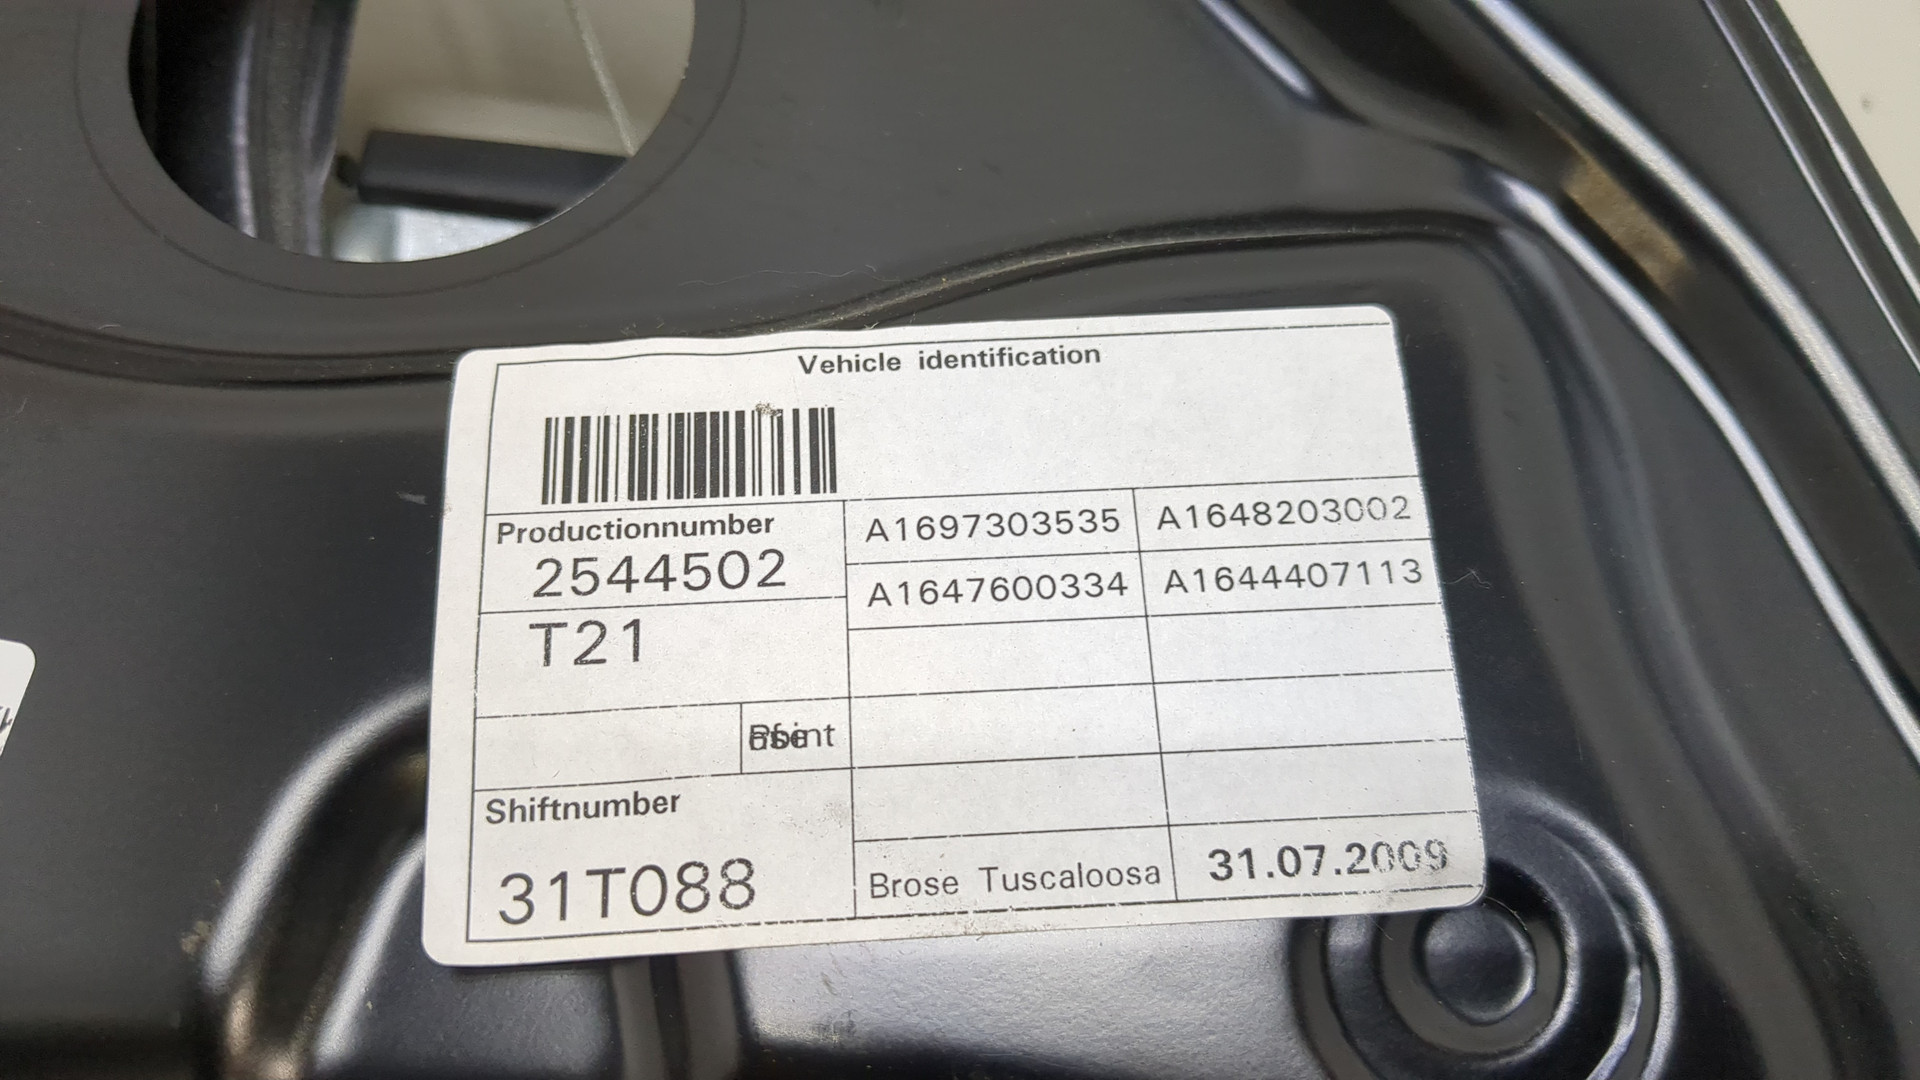 Vehicle identification
Productionnumber
2544502
T21
Shiftnumber
31T088
A1697303535 A1648203002
A1647600334 A1644407113
Brose Tuscaloosa 31.07.2009